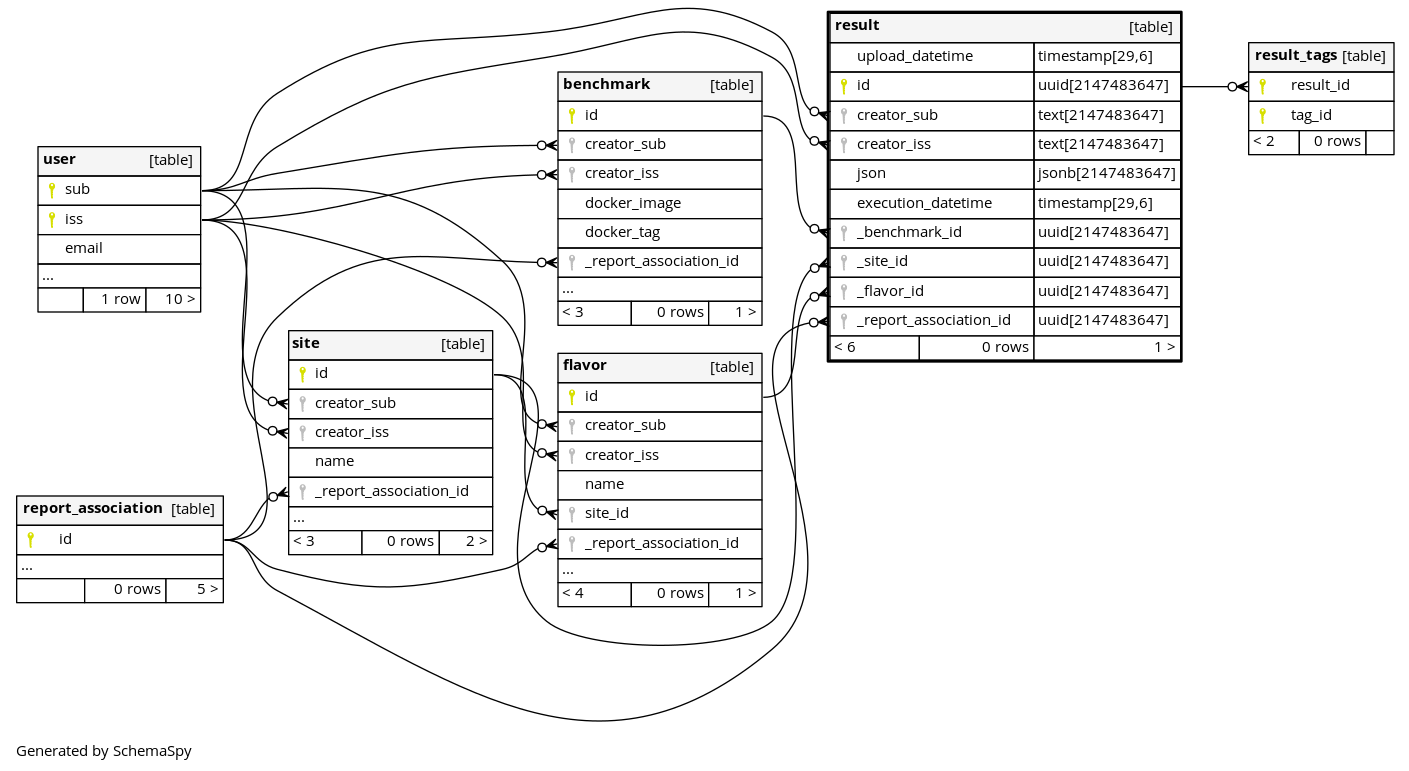 user [table]
sub
iss
email
...
1 row 10 >
report_association [table]
id
...
0 rows 5 >
site [table]
id
creator_sub
creator_iss
name
_report_association_id
...
< 3 0 rows 2 >
benchmark [table]
id
creator_sub
creator_iss
docker_image
docker_tag
_report_association_id
...
< 3 0 rows 1 >
flavor [table]
id
creator_sub
creator_iss
name
site_id
_report_association_id
...
< 4 0 rows 1 >
result [table]
upload_datetime timestamp[29,6]
id uuid[2147483647]
creator_sub text[2147483647]
creator_iss text[2147483647]
json jsonb[2147483647]
execution_datetime timestamp[29,6]
_benchmark_id uuid[2147483647]
_site_id uuid[2147483647]
_flavor_id uuid[2147483647]
_report_association_id uuid[2147483647]
< 6 0 rows 1 >
result_tags [table]
result_id
tag_id
< 2 0 rows
Generated by SchemaSpy